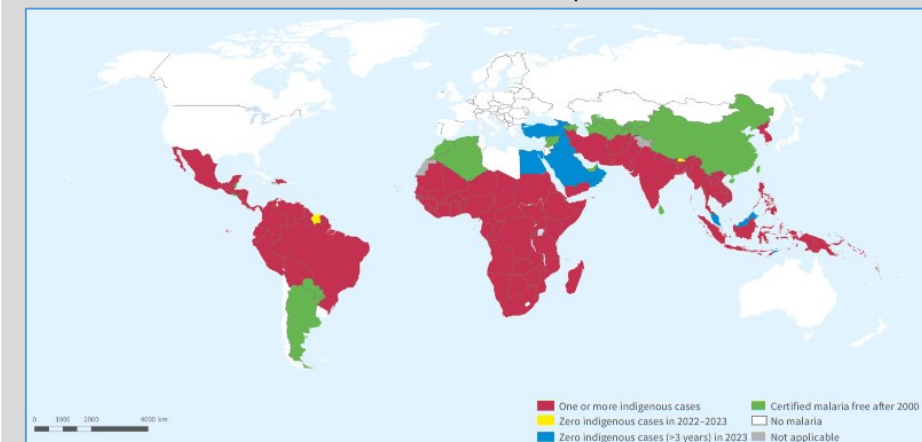 0 1000 2000 4000 km
One or more indigenous cases
Zero indigenous cases in 2022–2023
Zero indigenous cases (>3 years) in 2023
Certified malaria free after 2000
No malaria
Not applicable